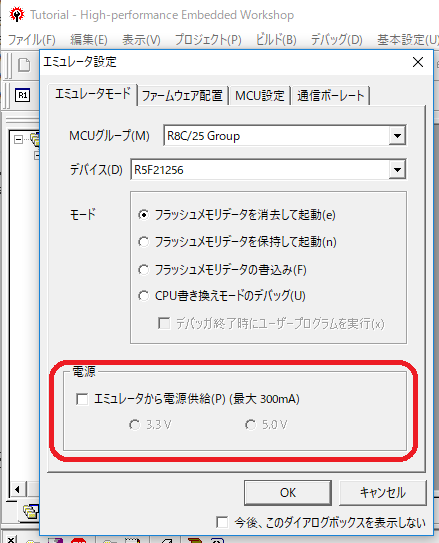 Tutorial - High-performance Embedded Workshop
ファイル(F) 編集(E) 表示(V) プロジェクト(P) ビルド(B) デバッグ(D) 基本設定(U)
エミュレータ設定
R1
エミュレータモード ファームウェア配置 MCU設定 通信ボーレート
MCUグループ(M) R8C/25 Group
デバイス(D) R5F21256
モード
フラッシュメモリデータを消去して起動(e)
フラッシュメモリデータを保持して起動(n)
フラッシュメモリデータの書込み(F)
CPU書き換えモードのデバッグ(U)
デバッガ終了時にユーザープログラムを実行(x)
電源
エミュレータから電源供給(P) (最大 300mA)
3.3 V 5.0 V
OK キャンセル
今後、このダイアログボックスを表示しない